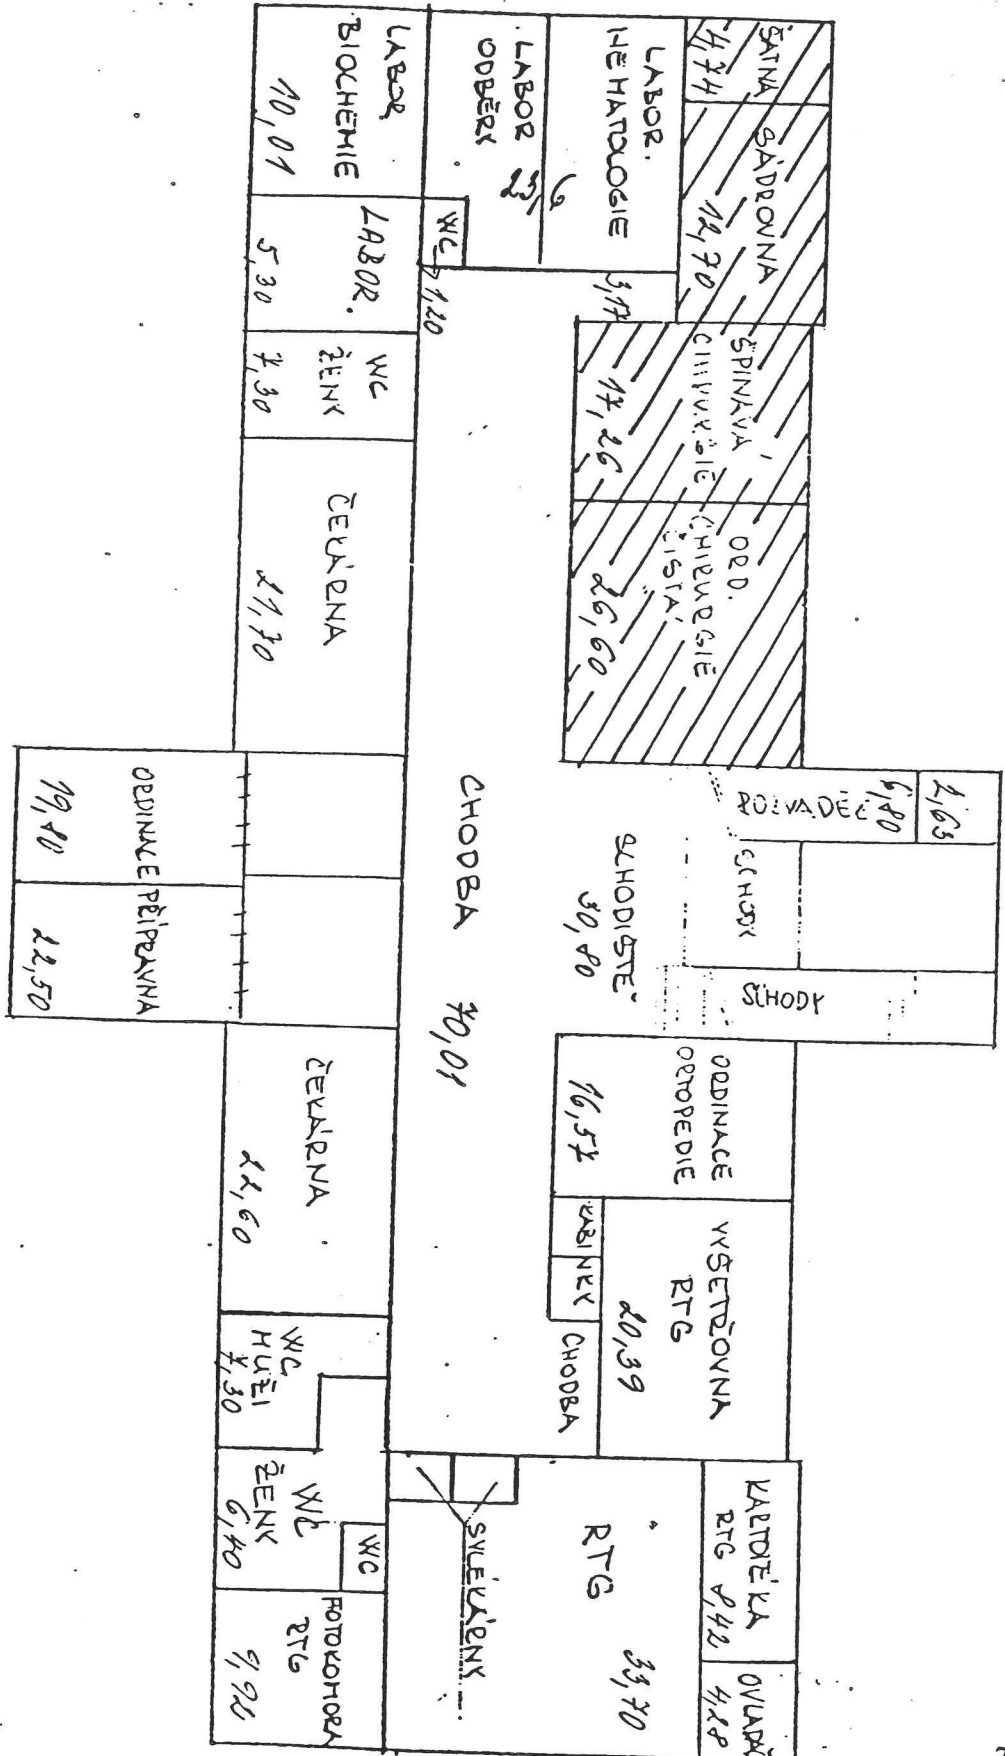 ŠATNA
4,74
SÁDROVNA
12,70
ŠPINAVÁ
CHIRURGIE
17,26
ORD.
CHIRURGIE
ČISTÁ
26,60
2,63
6,80
ROZVADĚČ
SCHODY
SCHODY
SCHODIŠTĚ
30,80
ORDINACE
ORTOPEDIE
16,57
VYŠETŘOVNA
RTG
20,39
KABINKY
CHODBA
KARTOTÉKA
RTG 8,42
OVLADAČ
4,28
LABOR.
HEMATOLOGIE
LABOR
ODBĚRY
23,6
WC
1,20
3,17
CHODBA 70,01
RTG
33,70
SVLÉKÁRNY
LABOR.
BIOCHEMIE
10,01
LABOR.
5,30
WC
ŽENY
7,30
ČEKÁRNA
21,70
ORDINACE
19,80
PŘÍPRAVNA
22,50
ČEKÁRNA
22,60
WC
MUŽI
7,30
WC
ŽENY
6,40
WC
FOTOKOMORA
RTG
9,92